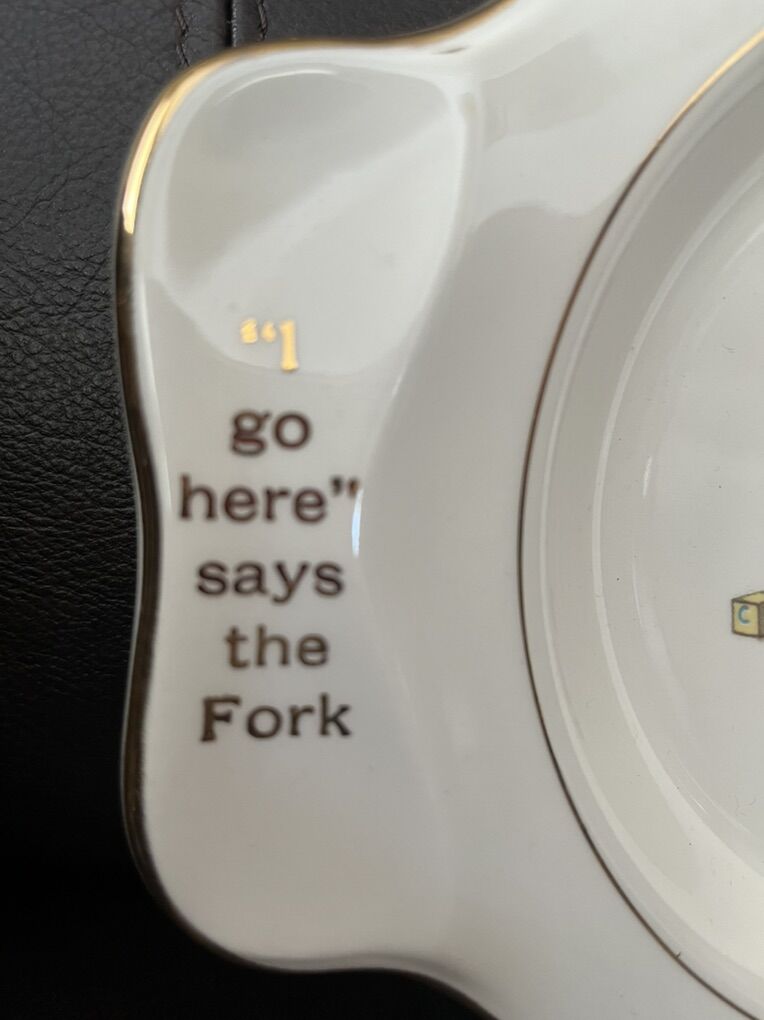 “I
go
here”
says
the
Fork
C